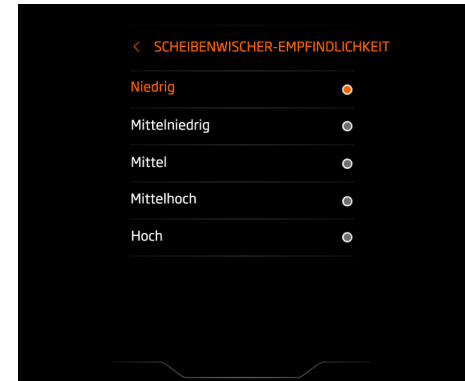 < SCHEIBENWISCHER-EMPFINDLICHKEIT
Niedrig
Mittelniedrig
Mittel
Mittelhoch
Hoch